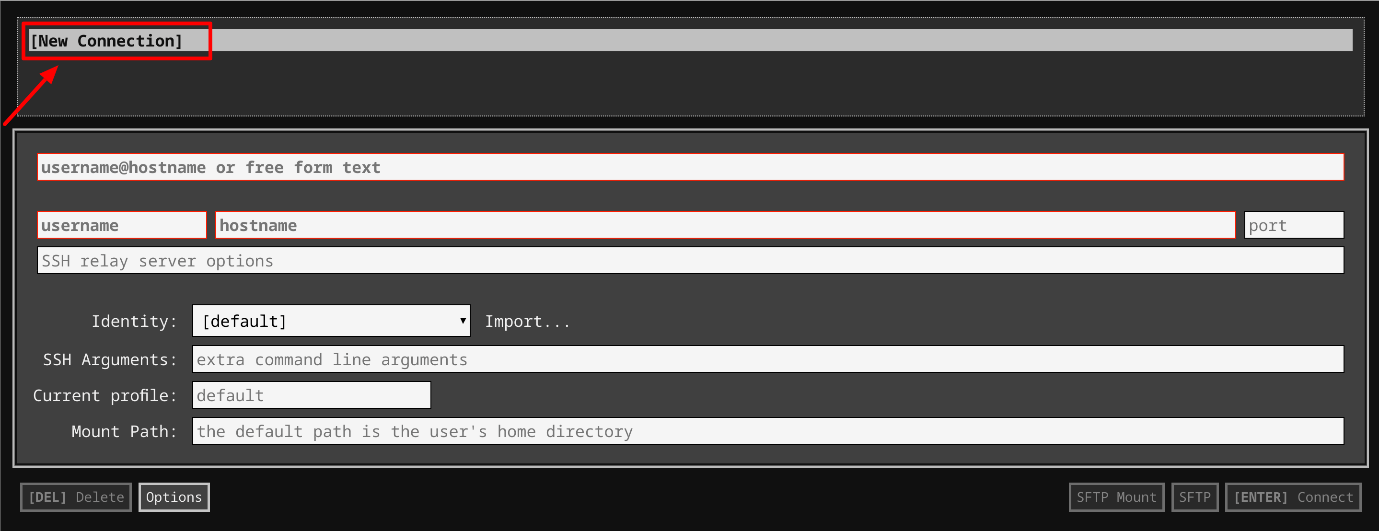 [New Connection]
username@hostname or free form text
username hostname port
SSH relay server options
Identity: [default] Import...
SSH Arguments: extra command line arguments
Current profile: default
Mount Path: the default path is the user's home directory
[DEL] Delete Options SFTP Mount SFTP [ENTER] Connect